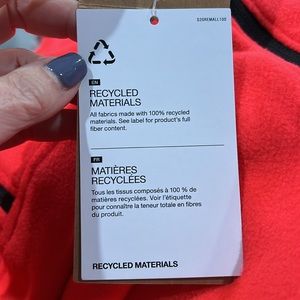 S20REMALL100
EN
RECYCLED
MATERIALS
All fabrics made with 100% recycled
materials. See label for product's full
fiber content.
FR
MATIÈRES
RECYCLÉES
Tous les tissus composés à 100 % de
matières recyclées. Voir l'étiquette
pour connaître la teneur totale en fibres
du produit.
RECYCLED MATERIALS